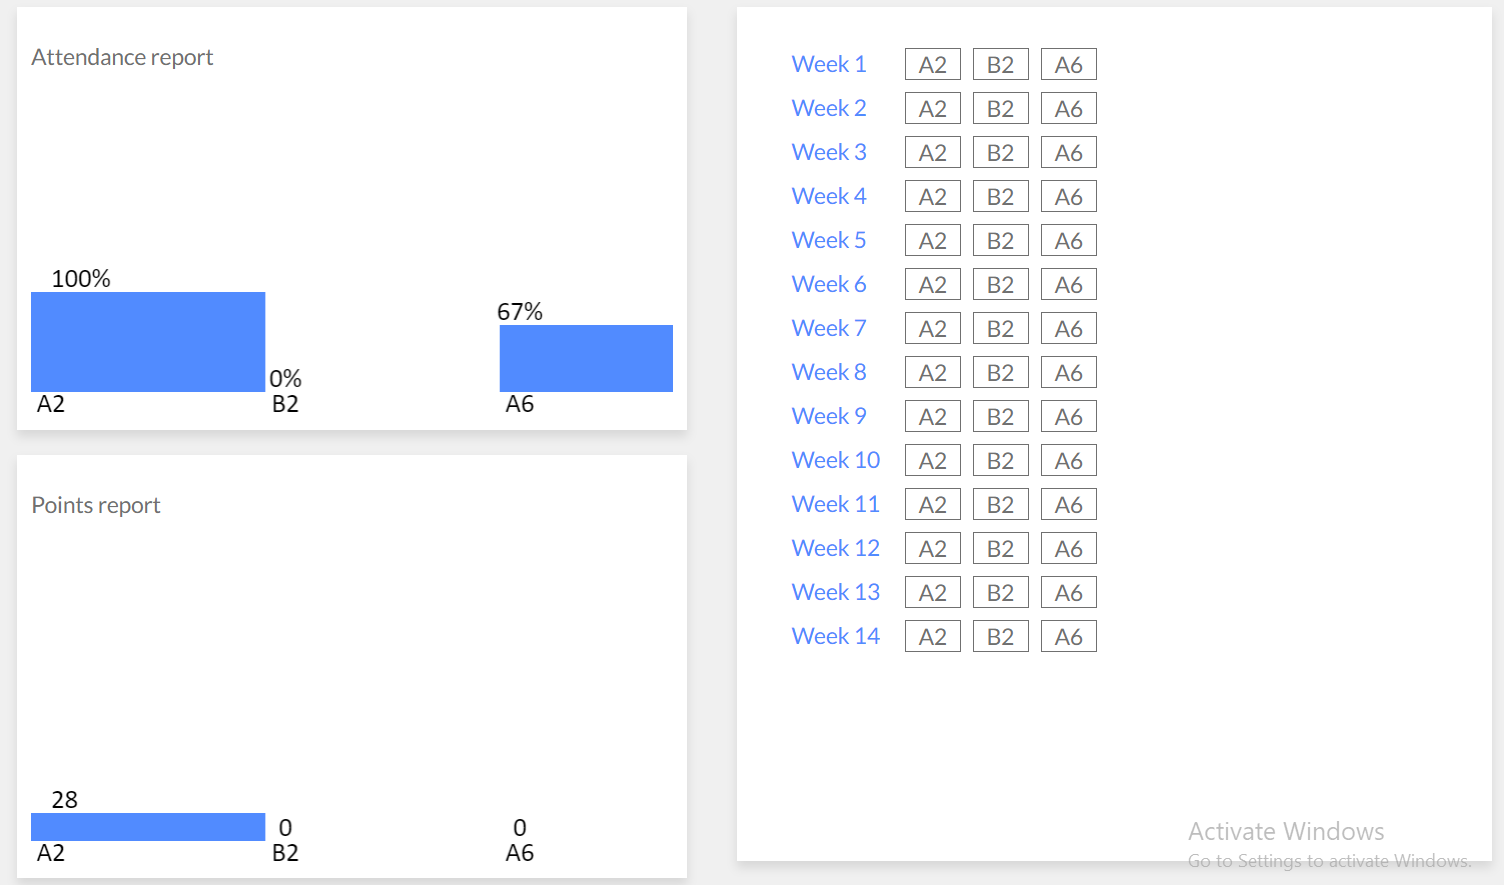 Attendance report
100%
67%
0%
A2 B2 A6
Points report
28 0 0
A2 B2 A6
Week 1 A2 B2 A6
Week 2 A2 B2 A6
Week 3 A2 B2 A6
Week 4 A2 B2 A6
Week 5 A2 B2 A6
Week 6 A2 B2 A6
Week 7 A2 B2 A6
Week 8 A2 B2 A6
Week 9 A2 B2 A6
Week 10 A2 B2 A6
Week 11 A2 B2 A6
Week 12 A2 B2 A6
Week 13 A2 B2 A6
Week 14 A2 B2 A6
Activate Windows
Go to Settings to activate Windows.